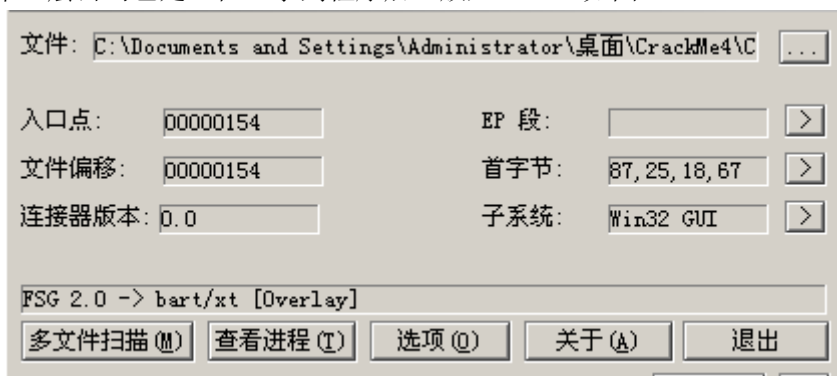 文件: C:\Documents and Settings\Administrator\桌面\CrackMe4\C ...
入口点: 00000154 EP 段: >
文件偏移: 00000154 首字节: 87,25,18,67 >
连接器版本: 0.0 子系统: Win32 GUI >
FSG 2.0 -> bart/xt [Overlay]
多文件扫描(M) 查看进程(T) 选项(O) 关于(A) 退出